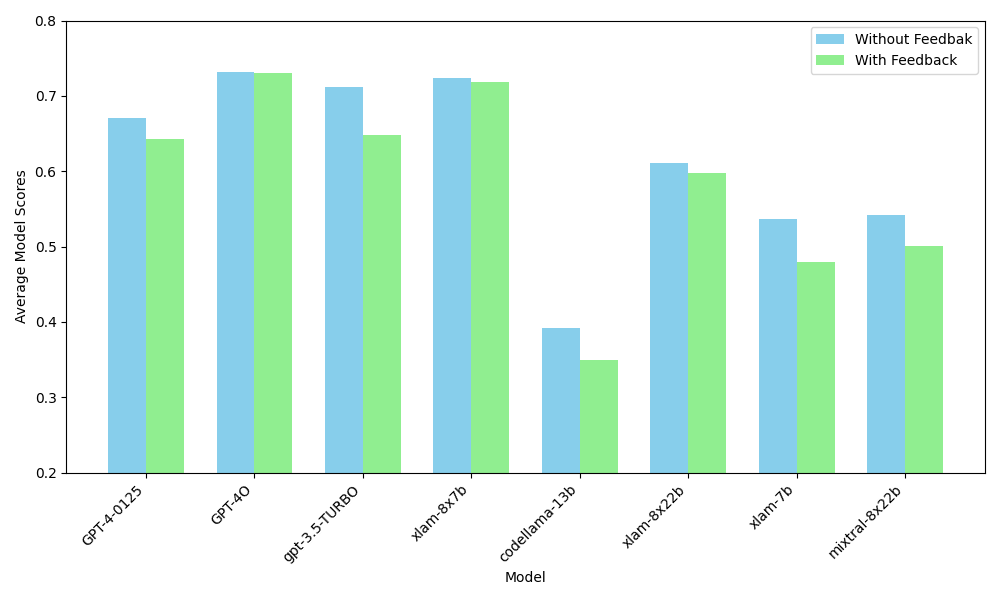 0.8
0.7
0.6
0.5
0.4
0.3
0.2
Average Model Scores
Without Feedbak
With Feedback
GPT-4-0125
GPT-4O
gpt-3.5-TURBO
xlam-8x7b
codellama-13b
xlam-8x22b
xlam-7b
mixtral-8x22b
Model